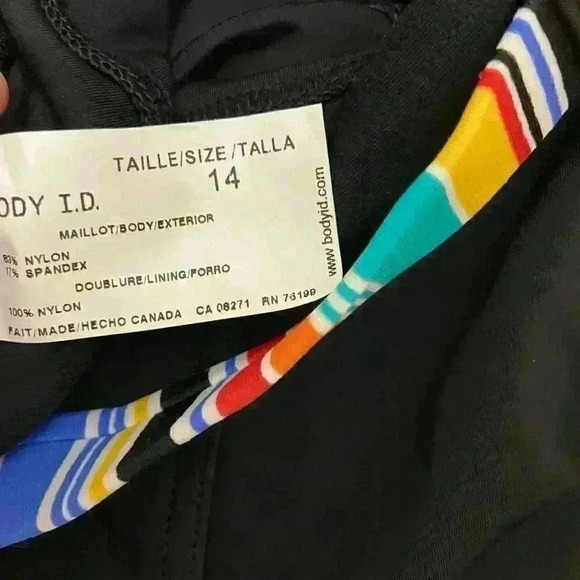 TAILLE/SIZE/TALLA
14
ODY I.D.
MAILLOT/BODY/EXTERIOR
83% NYLON
17% SPANDEX
DOUBLURE/LINING/FORRO
100% NYLON
FAIT/MADE/HECHO CANADA CA 08271 RN 76199
www.bodyid.com